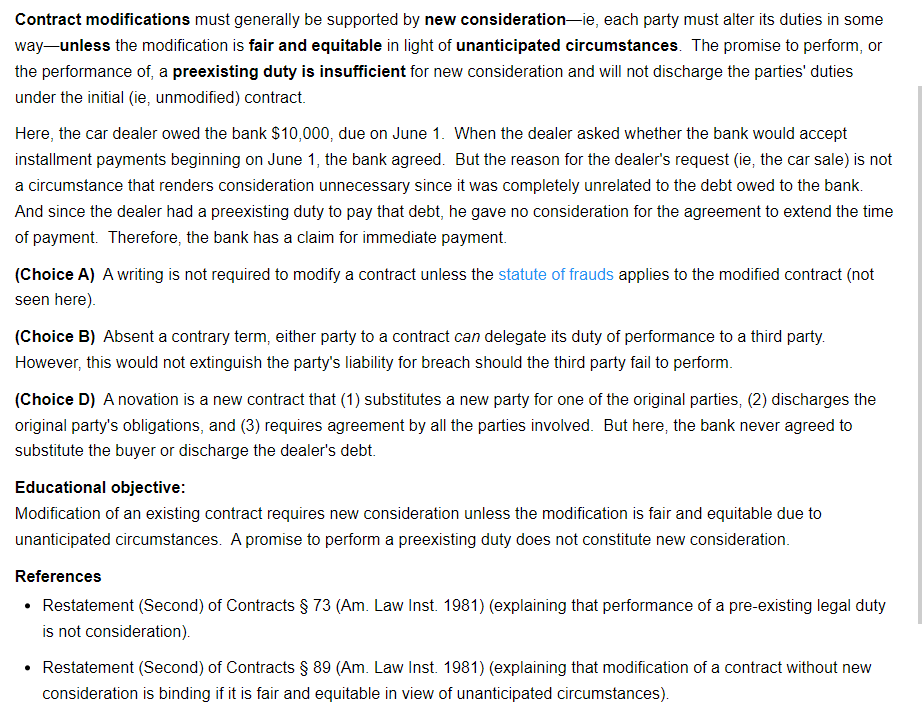 Contract modifications must generally be supported by new consideration—ie, each party must alter its duties in some
way—unless the modification is fair and equitable in light of unanticipated circumstances. The promise to perform, or
the performance of, a preexisting duty is insufficient for new consideration and will not discharge the parties' duties
under the initial (ie, unmodified) contract.
Here, the car dealer owed the bank $10,000, due on June 1. When the dealer asked whether the bank would accept
installment payments beginning on June 1, the bank agreed. But the reason for the dealer's request (ie, the car sale) is not
a circumstance that renders consideration unnecessary since it was completely unrelated to the debt owed to the bank.
And since the dealer had a preexisting duty to pay that debt, he gave no consideration for the agreement to extend the time
of payment. Therefore, the bank has a claim for immediate payment.
(Choice A) A writing is not required to modify a contract unless the statute of frauds applies to the modified contract (not
seen here).
(Choice B) Absent a contrary term, either party to a contract can delegate its duty of performance to a third party.
However, this would not extinguish the party's liability for breach should the third party fail to perform.
(Choice D) A novation is a new contract that (1) substitutes a new party for one of the original parties, (2) discharges the
original party's obligations, and (3) requires agreement by all the parties involved. But here, the bank never agreed to
substitute the buyer or discharge the dealer's debt.
Educational objective:
Modification of an existing contract requires new consideration unless the modification is fair and equitable due to
unanticipated circumstances. A promise to perform a preexisting duty does not constitute new consideration.
References
• Restatement (Second) of Contracts § 73 (Am. Law Inst. 1981) (explaining that performance of a pre-existing legal duty
is not consideration).
• Restatement (Second) of Contracts § 89 (Am. Law Inst. 1981) (explaining that modification of a contract without new
consideration is binding if it is fair and equitable in view of unanticipated circumstances).